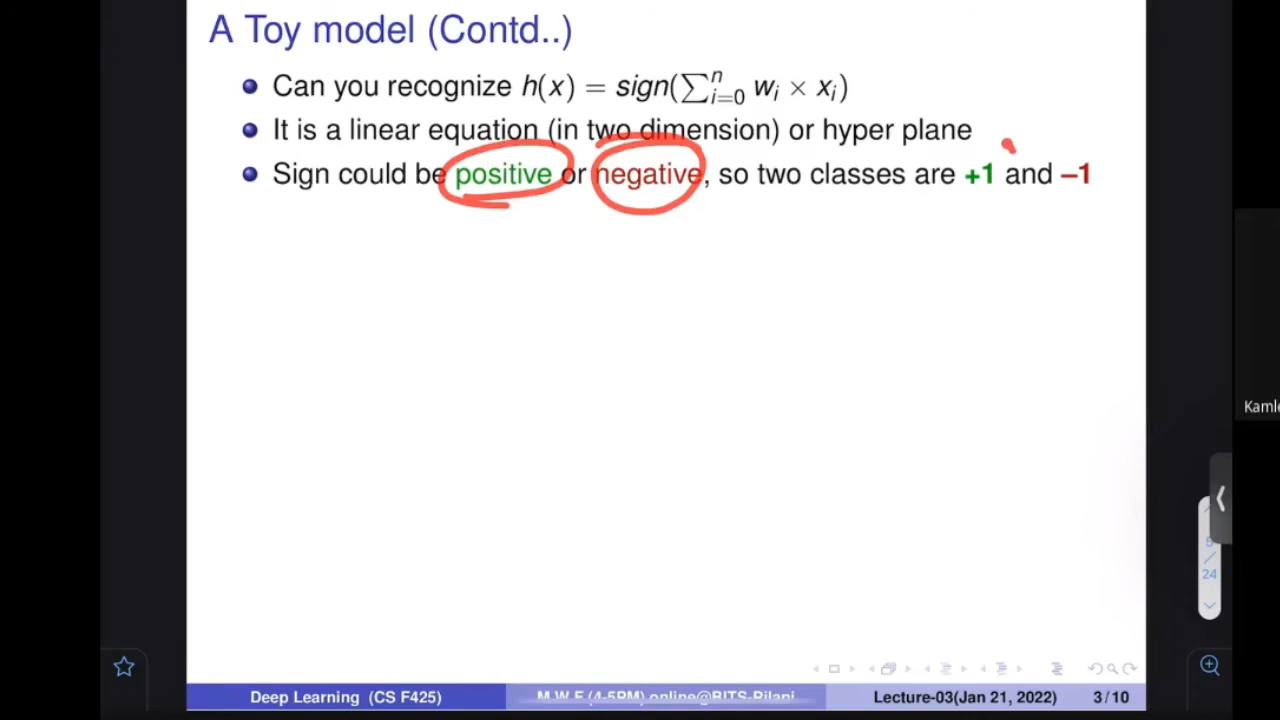 A Toy model (Contd..)
Can you recognize h(x) = sign(∑ⁿᵢ₌₀ wᵢ × xᵢ)
It is a linear equation (in two dimension) or hyper plane
Sign could be positive or negative, so two classes are +1 and –1
Kamle
24
Deep Learning (CS F425) M W F (4-5PM) online@BITS-Pilani Lecture-03(Jan 21, 2022) 3 / 10